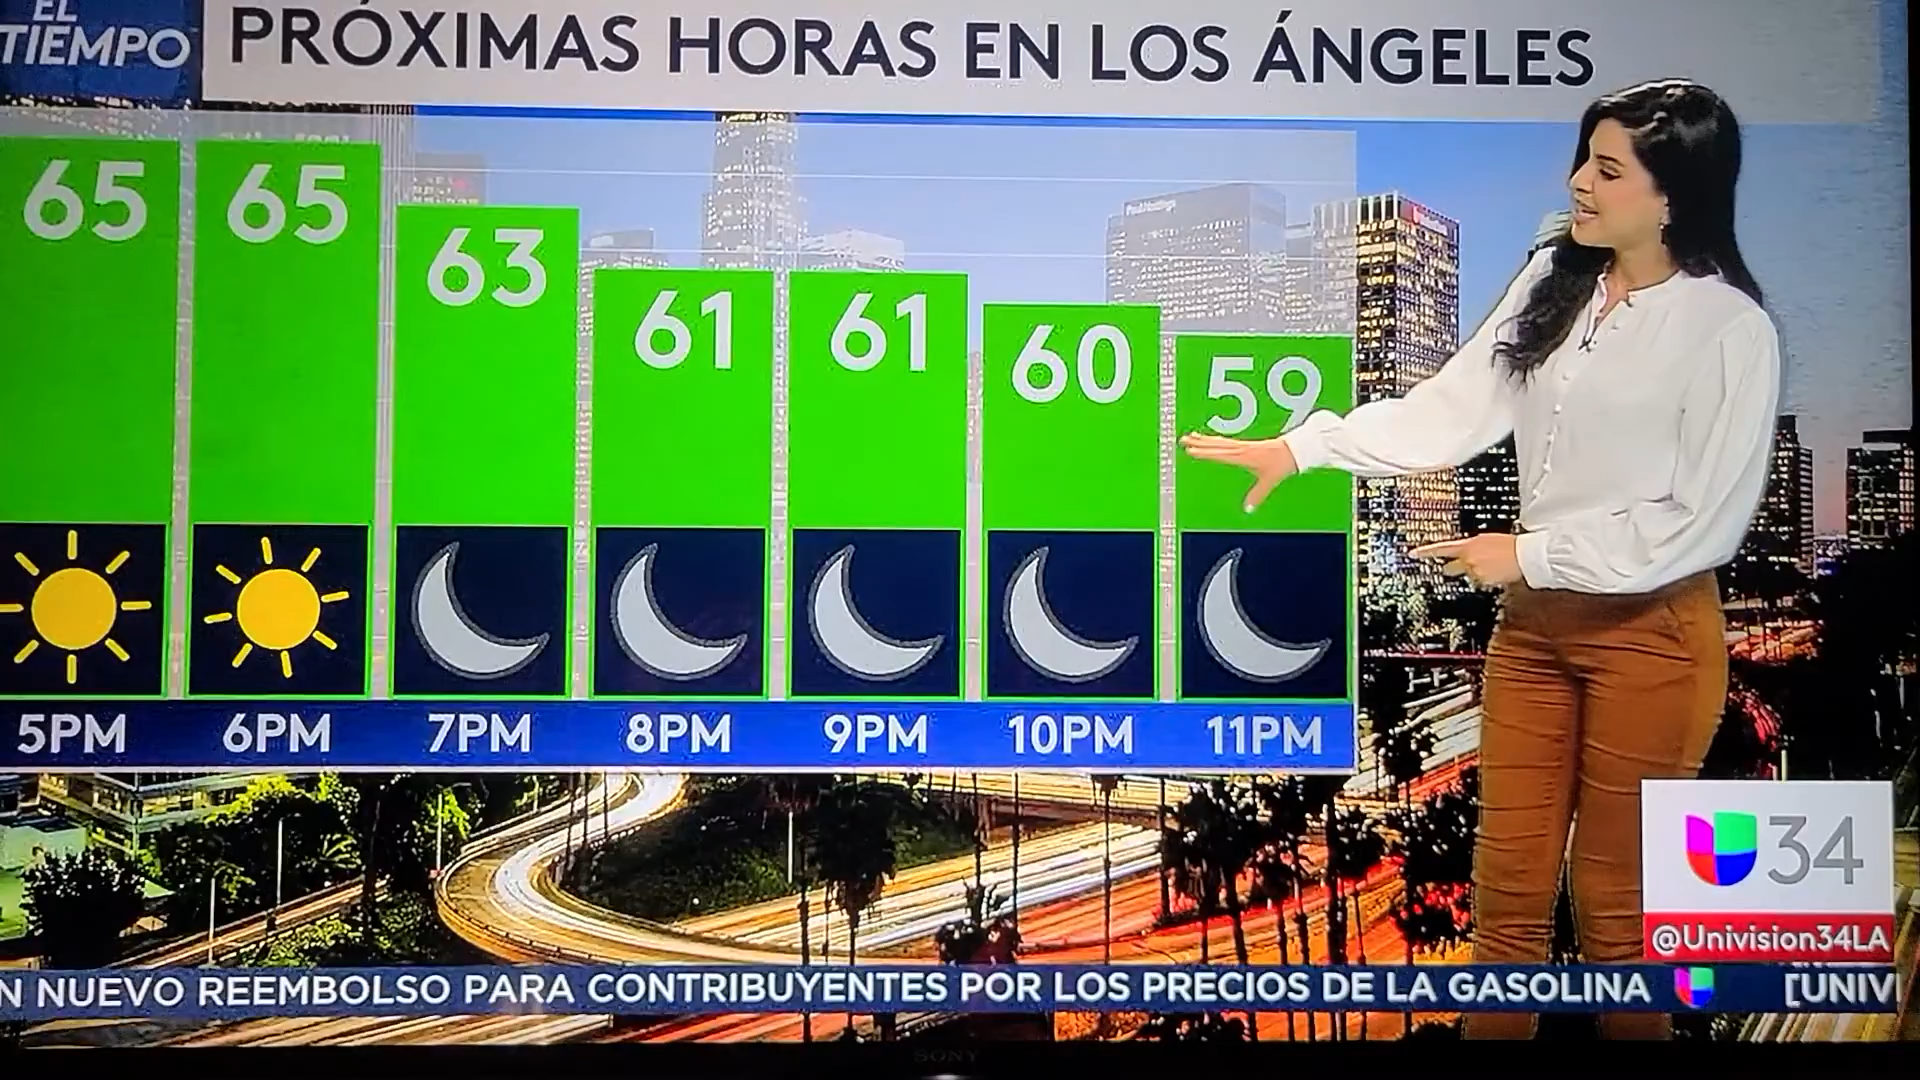 EL
TIEMPO
PRÓXIMAS HORAS EN LOS ÁNGELES
65 65 63 61 61 60 59
5PM 6PM 7PM 8PM 9PM 10PM 11PM
34
@Univision34LA
N NUEVO REEMBOLSO PARA CONTRIBUYENTES POR LOS PRECIOS DE LA GASOLINA [UNIVI
SONY